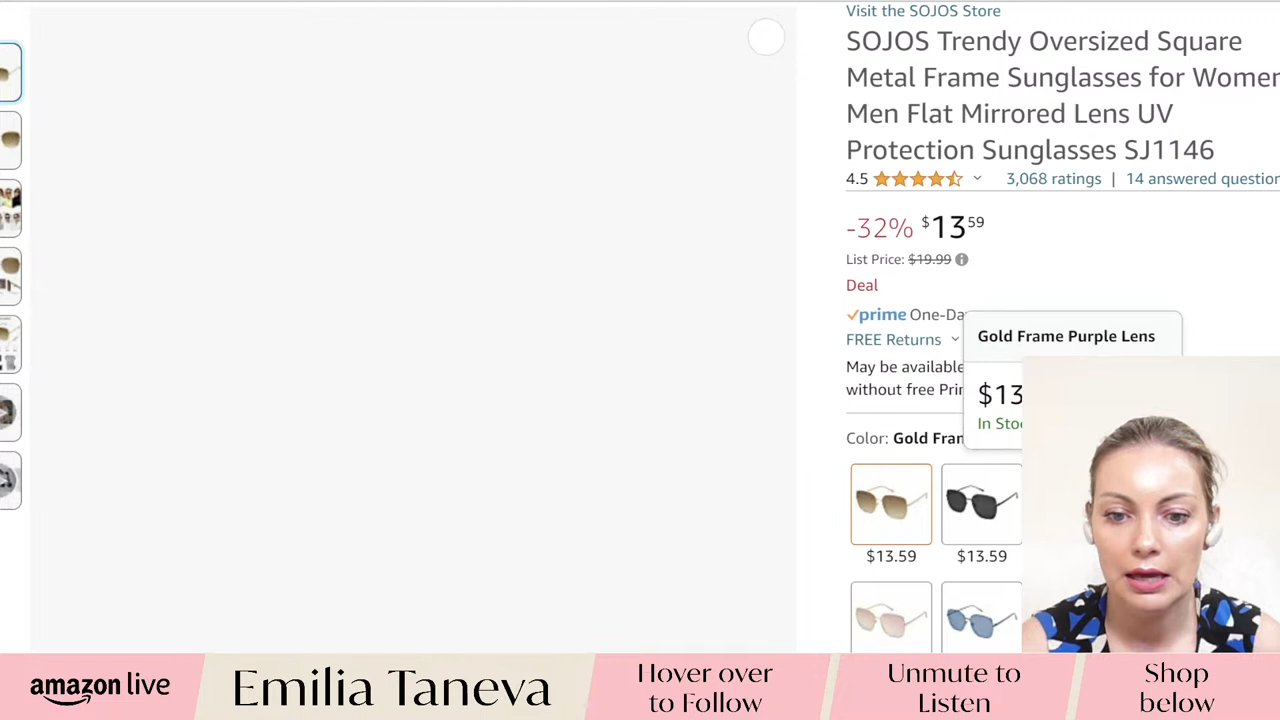 Visit the SOJOS Store
SOJOS Trendy Oversized Square
Metal Frame Sunglasses for Women
Men Flat Mirrored Lens UV
Protection Sunglasses SJ1146
4.5 3,068 ratings | 14 answered question
-32% $13 59
List Price: $19.99
Deal
prime One-Da
FREE Returns
May be available
without free Pri
Gold Frame Purple Lens
$13
In Stoc
Color: Gold Fran
$13.59 $13.59
amazon live
Emilia Taneva
Hover over
to Follow
Unmute to
Listen
Shop
below